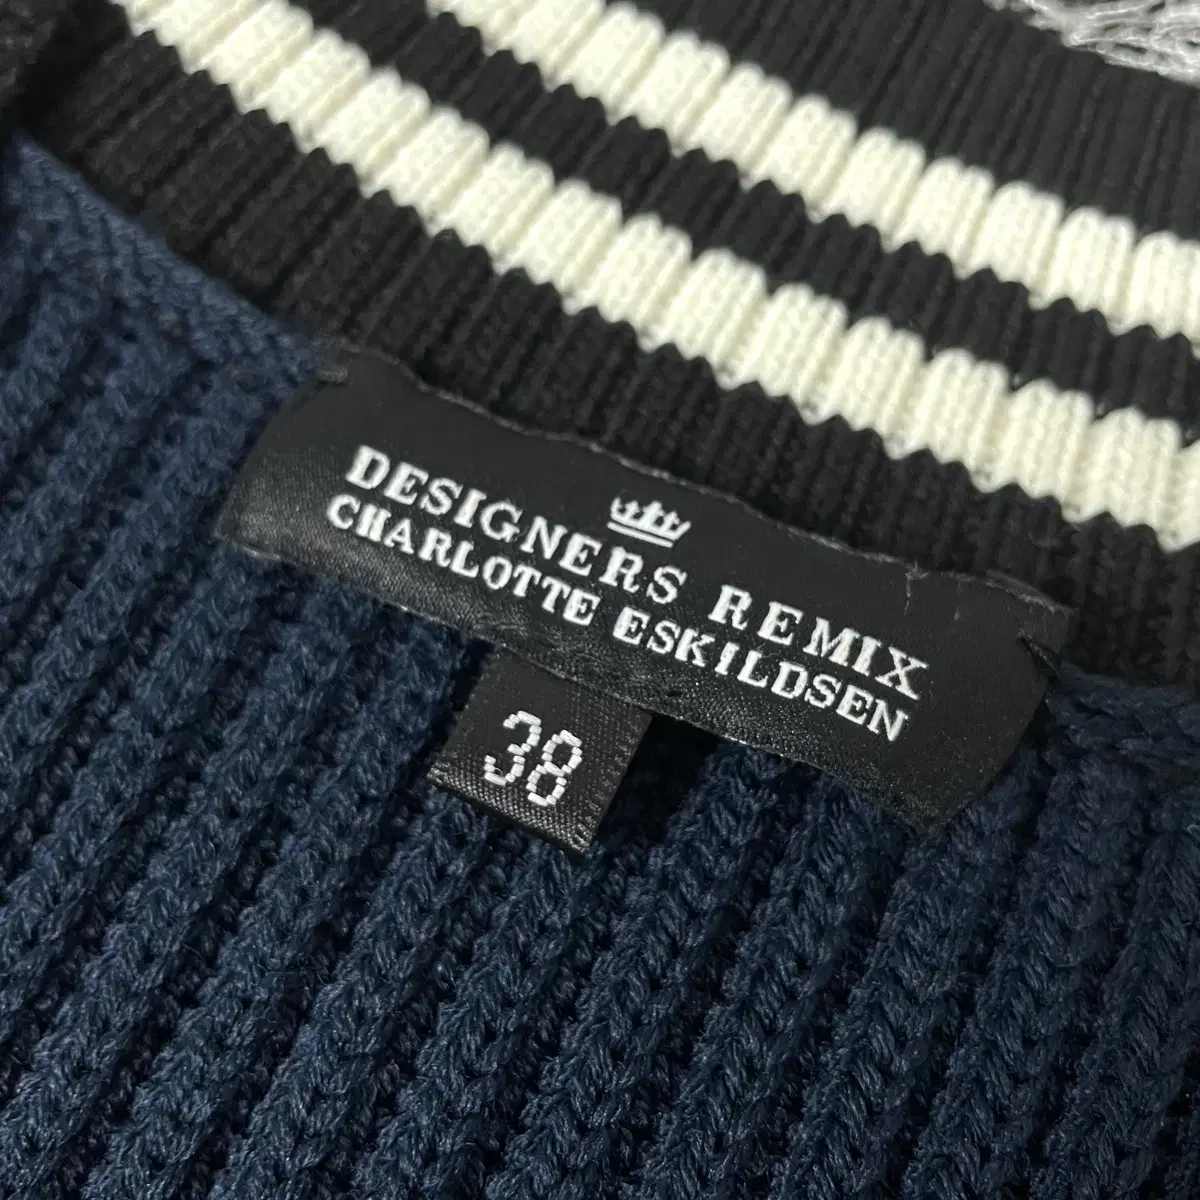 DESIGNERS REMIX
CHARLOTTE ESKILDSEN
38